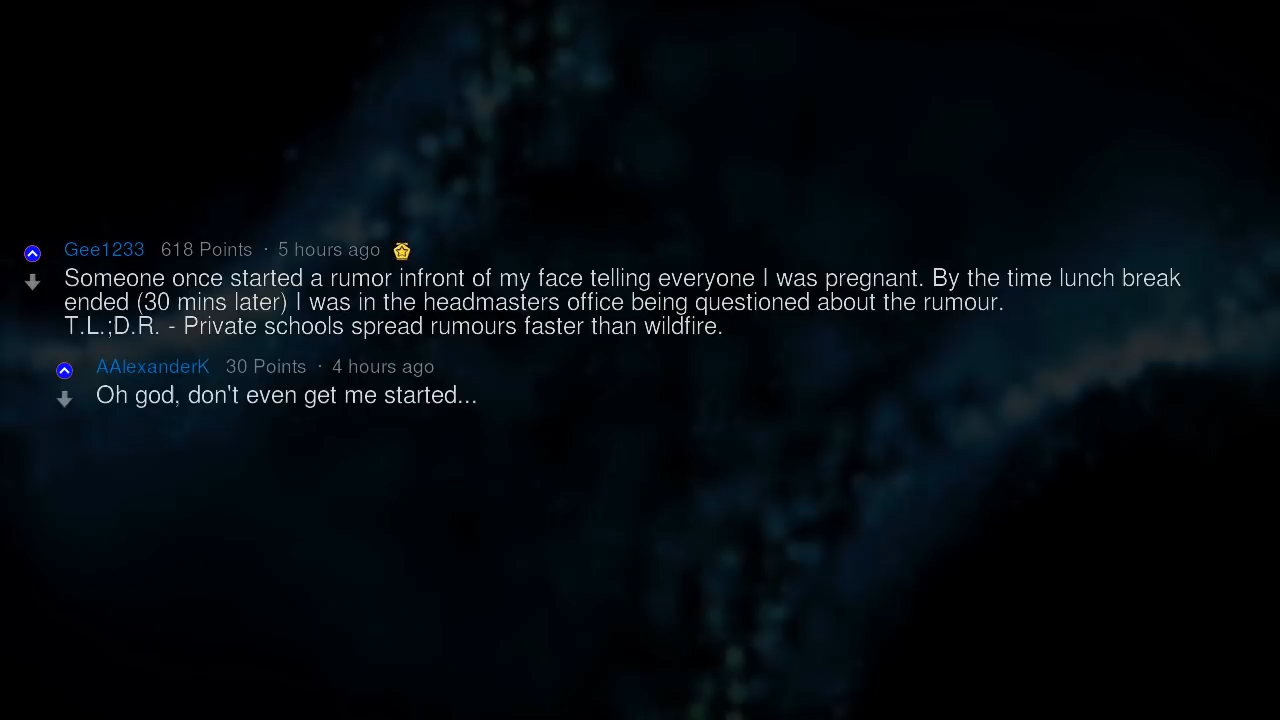 Gee1233 618 Points · 5 hours ago
Someone once started a rumor infront of my face telling everyone I was pregnant. By the time lunch break
ended (30 mins later) I was in the headmasters office being questioned about the rumour.
T.L.;D.R. - Private schools spread rumours faster than wildfire.
AAlexanderK 30 Points · 4 hours ago
Oh god, don't even get me started...